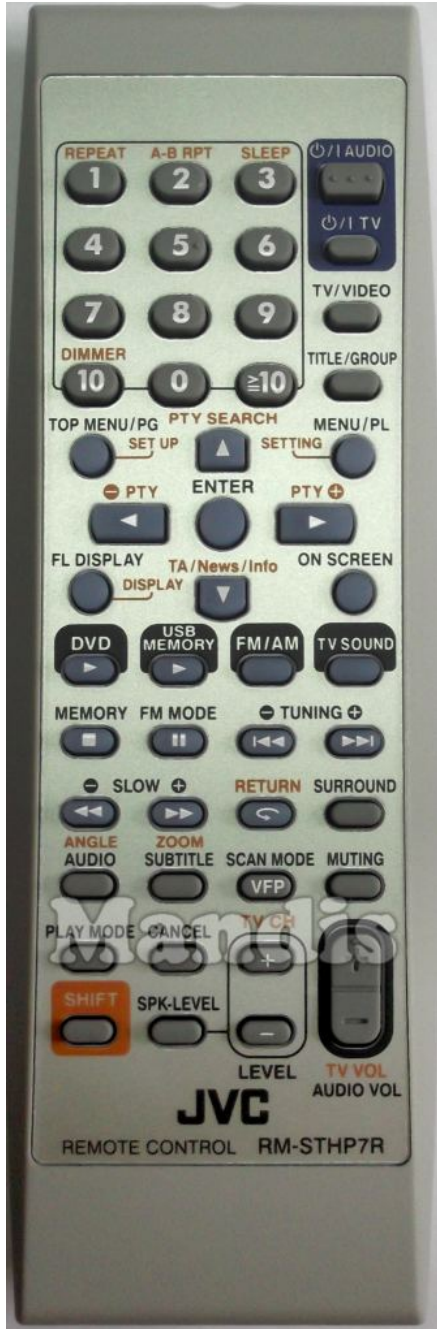 REPEAT A-B RPT SLEEP ⏻/I AUDIO
1 2 3
⏻/I TV
4 5 6
TV/VIDEO
7 8 9
DIMMER TITLE/GROUP
10 0 ≧10
TOP MENU/PG PTY SEARCH MENU/PL
SET UP SETTING
PTY ENTER PTY
FL DISPLAY TA/News/Info ON SCREEN
DISPLAY
DVD USB MEMORY FM/AM TV SOUND
MEMORY FM MODE TUNING
SLOW RETURN SURROUND
ANGLE ZOOM
AUDIO SUBTITLE SCAN MODE MUTING
VFP
Mandis
PLAY MODE CANCEL TV CH
+
SHIFT SPK-LEVEL
–
LEVEL TV VOL
AUDIO VOL
JVC
REMOTE CONTROL RM-STHP7R